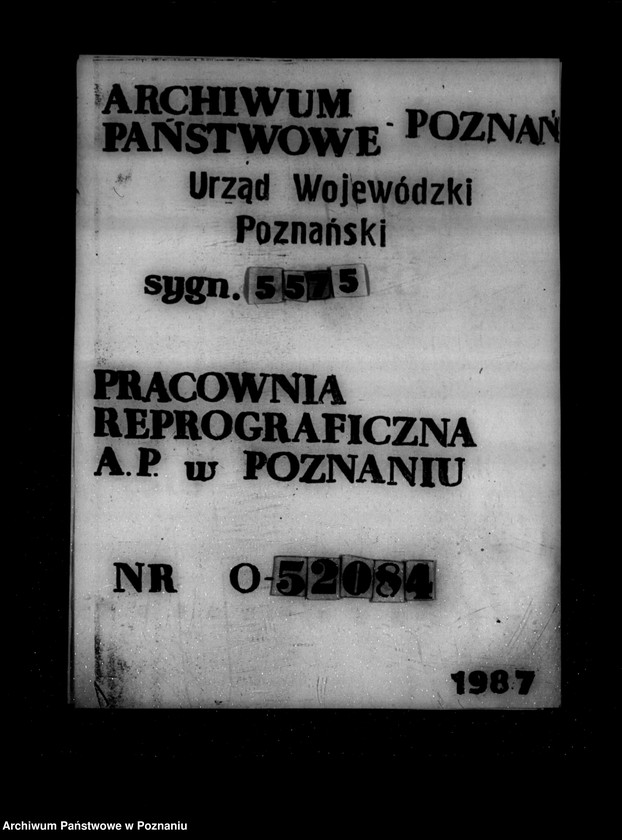 ARCHIWUM
PAŃSTWOWE - POZNAŃ
Urząd Wojewódzki
Poznański
sygn. 5575
PRACOWNIA
REPROGRAFICZNA
A.P. w POZNANIU
NR O-52084
1987
Archiwum Państwowe w Poznaniu